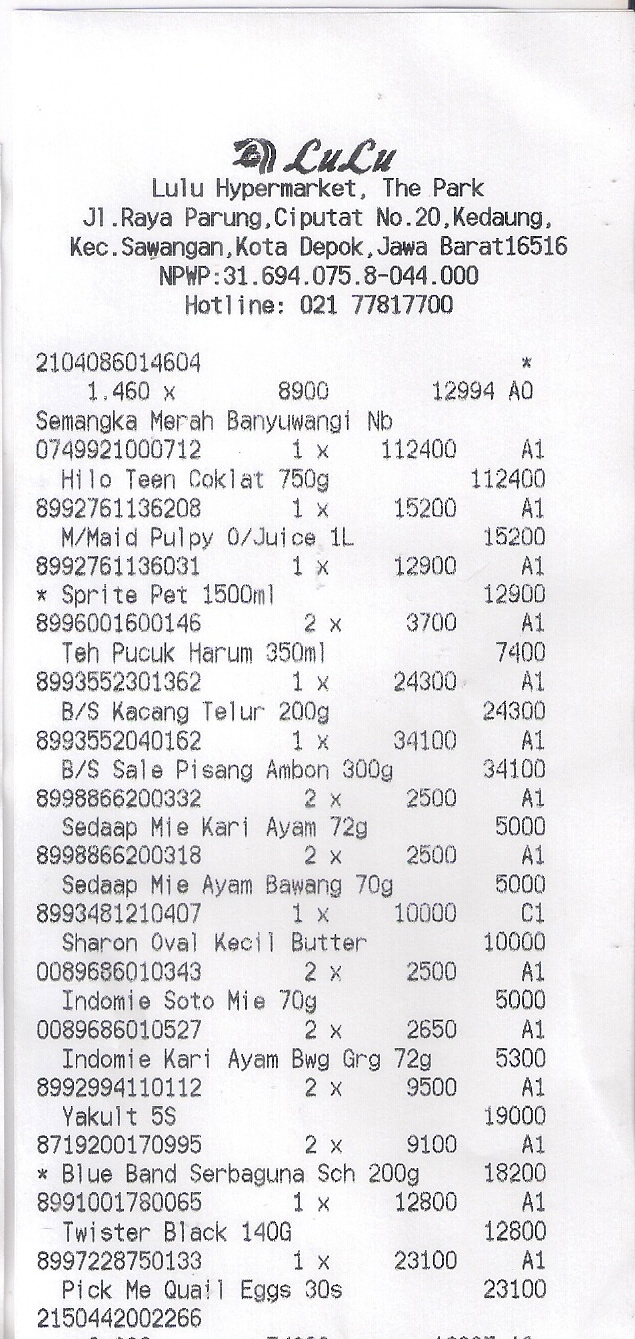 LuLu
Lulu Hypermarket, The Park
Jl.Raya Parung,Ciputat No.20,Kedaung,
Kec.Sawangan,Kota Depok,Jawa Barat16516
NPWP:31.694.075.8-044.000
Hotline: 021 77817700
2104086014604 *
1.460 x 8900 12994 A0
Semangka Merah Banyuwangi Nb
0749921000712 1 x 112400 A1
Hilo Teen Coklat 750g 112400
8992761136208 1 x 15200 A1
M/Maid Pulpy O/Juice 1L 15200
8992761136031 1 x 12900 A1
* Sprite Pet 1500ml 12900
8996001600146 2 x 3700 A1
Teh Pucuk Harum 350ml 7400
8993552301362 1 x 24300 A1
B/S Kacang Telur 200g 24300
8993552040162 1 x 34100 A1
B/S Sale Pisang Ambon 300g 34100
8998866200332 2 x 2500 A1
Sedaap Mie Kari Ayam 72g 5000
8998866200318 2 x 2500 A1
Sedaap Mie Ayam Bawang 70g 5000
8993481210407 1 x 10000 C1
Sharon Oval Kecil Butter 10000
0089686010343 2 x 2500 A1
Indomie Soto Mie 70g 5000
0089686010527 2 x 2650 A1
Indomie Kari Ayam Bwg Grg 72g 5300
8992994110112 2 x 9500 A1
Yakult 5S 19000
8719200170995 2 x 9100 A1
* Blue Band Serbaguna Sch 200g 18200
8991001780065 1 x 12800 A1
Twister Black 140G 12800
8997228750133 1 x 23100 A1
Pick Me Quail Eggs 30s 23100
2150442002266